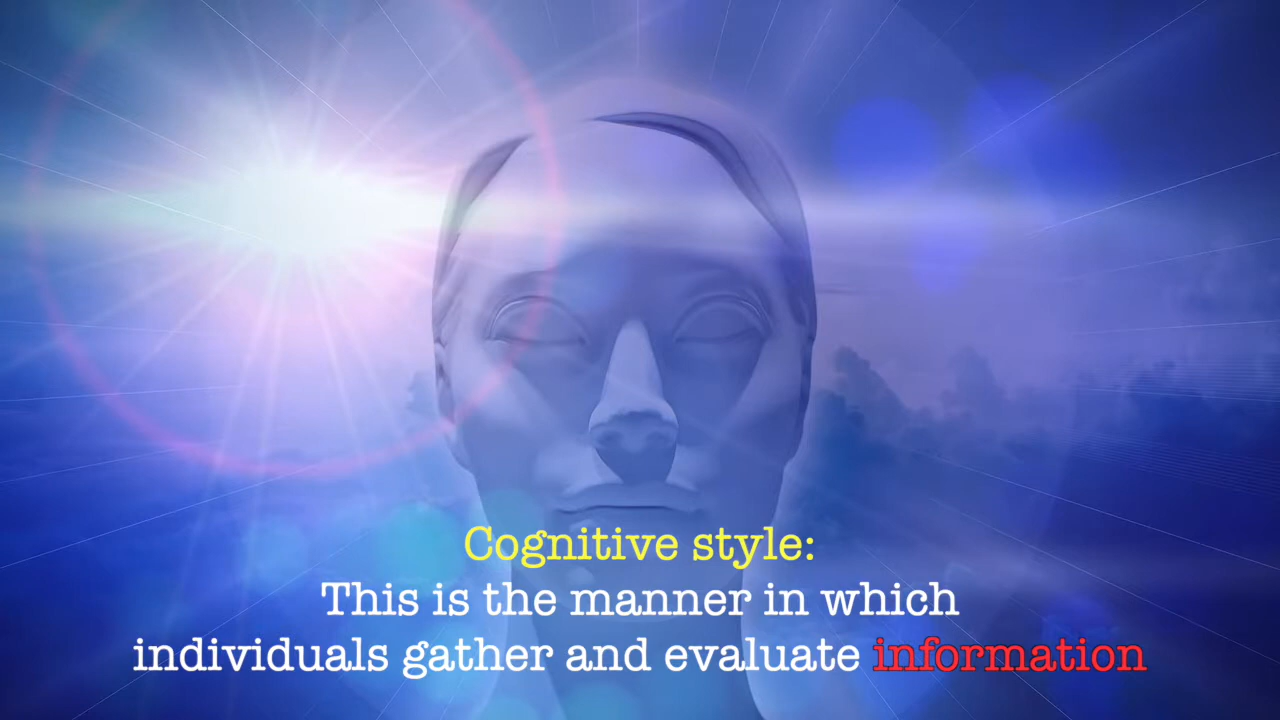 Cognitive style:
This is the manner in which
individuals gather and evaluate information